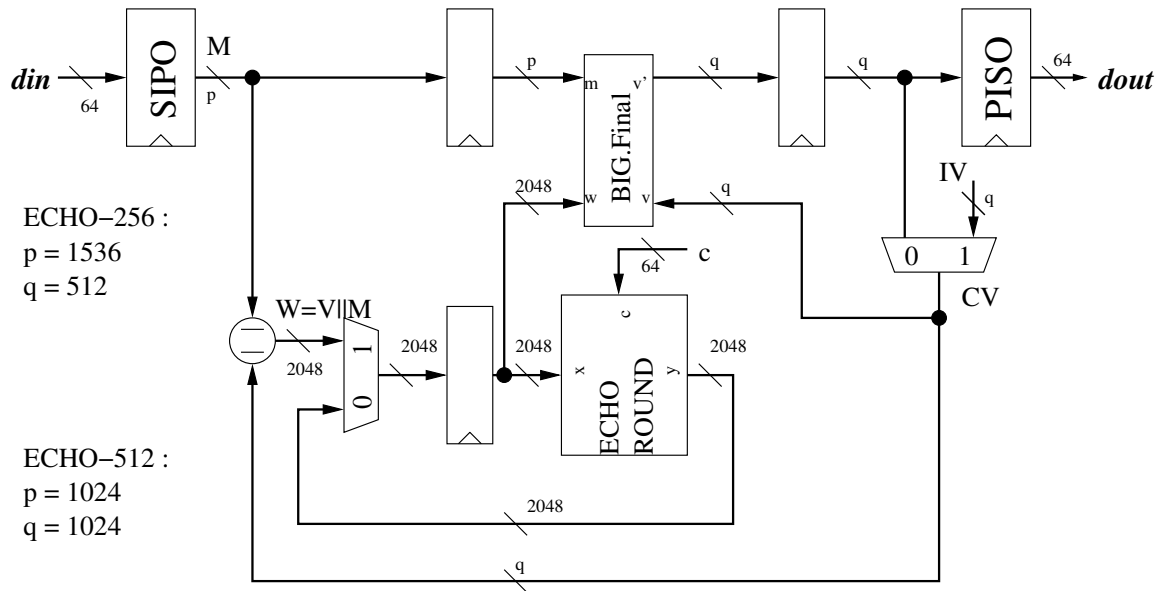 din
64
SIPO
M
p
p
m
v'
BIG.Final
w
v
q
q
PISO
64
dout
IV
q
0 1
CV
2048
q
c
64
ECHO−256 :
p = 1536
q = 512
||
W=V||M
2048
1
0
2048
2048
c
x
y
ECHO
ROUND
2048
ECHO−512 :
p = 1024
q = 1024
2048
q